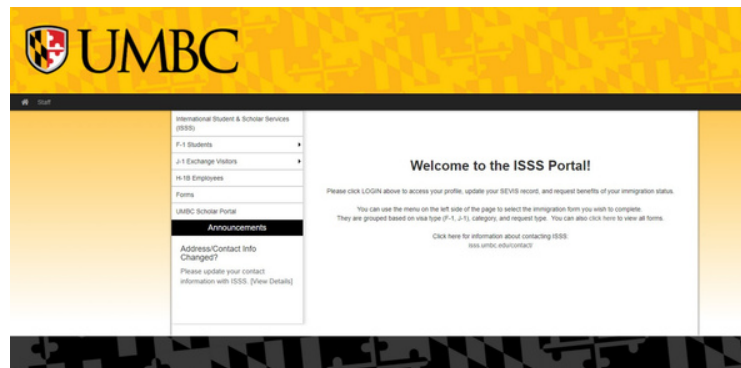 UMBC
Staff
International Student & Scholar Services
(ISSS)
F-1 Students
J-1 Exchange Visitors
H-1B Employees
Forms
UMBC Scholar Portal
Announcements
Address/Contact Info
Changed?
Please update your contact
information with ISSS. [View Details]
Welcome to the ISSS Portal!
Please click LOGIN above to access your profile, update your SEVIS record, and request benefits of your immigration status.
You can use the menu on the left side of the page to select the immigration form you wish to complete.
They are grouped based on visa type (F-1, J-1), category, and request type. You can also click here to view all forms.
Click here for information about contacting ISSS:
isss.umbc.edu/contact/